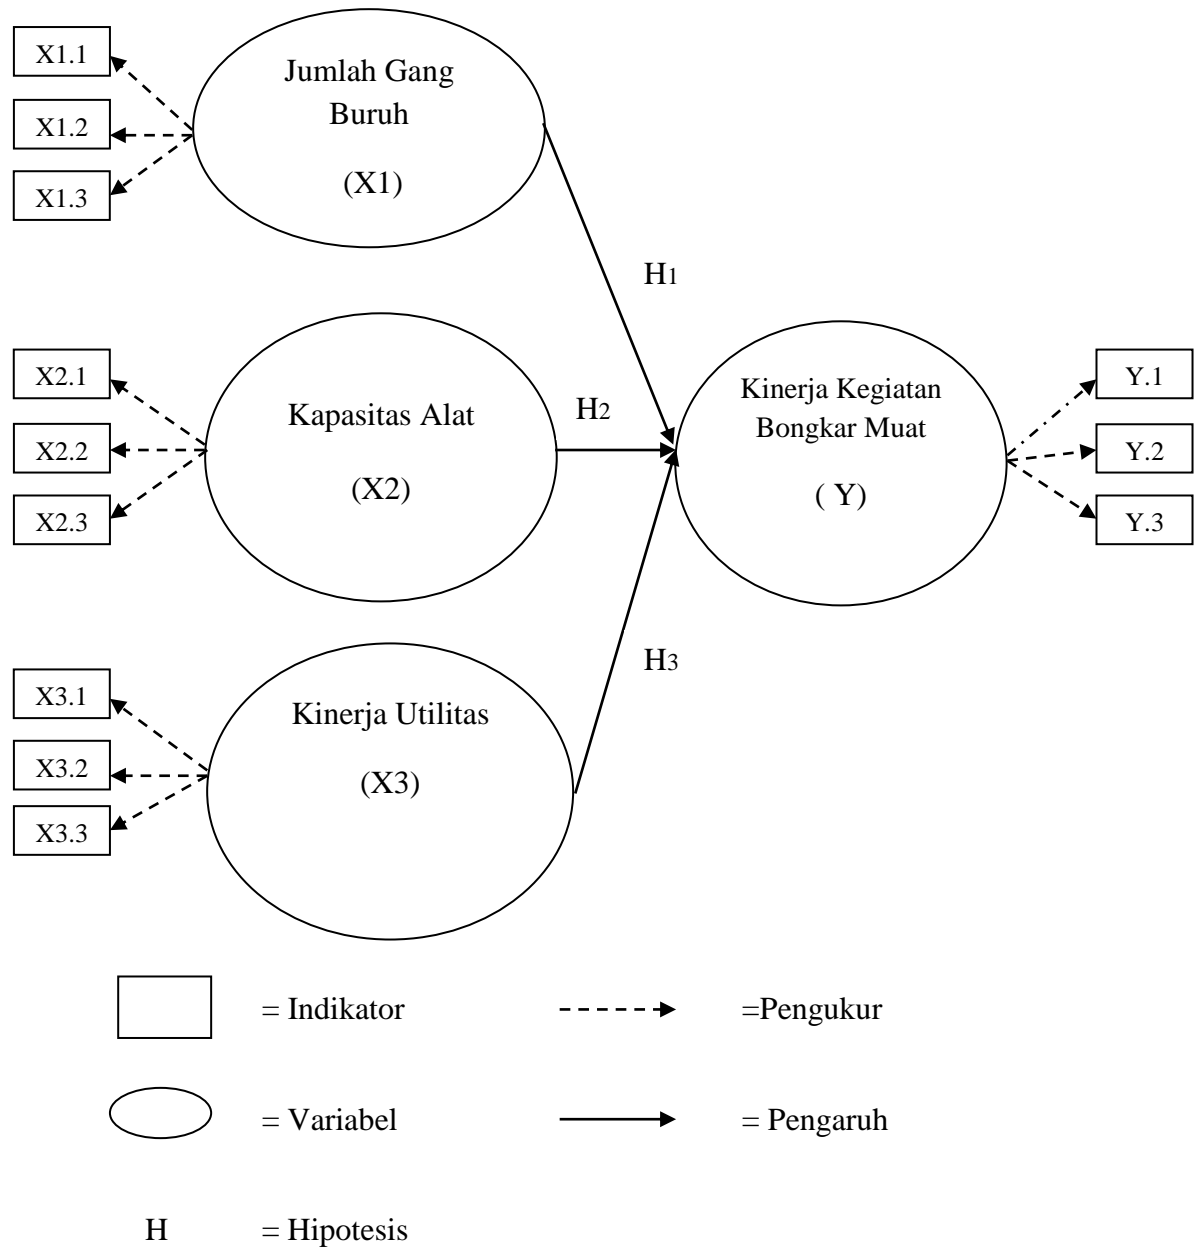 X1.1
X1.2
X1.3
Jumlah Gang
Buruh
(X1)
H1
X2.1
X2.2
X2.3
Kapasitas Alat
(X2)
H2
Kinerja Kegiatan
Bongkar Muat
( Y)
Y.1
Y.2
Y.3
H3
X3.1
X3.2
X3.3
Kinerja Utilitas
(X3)
= Indikator
=Pengukur
= Variabel
= Pengaruh
H = Hipotesis